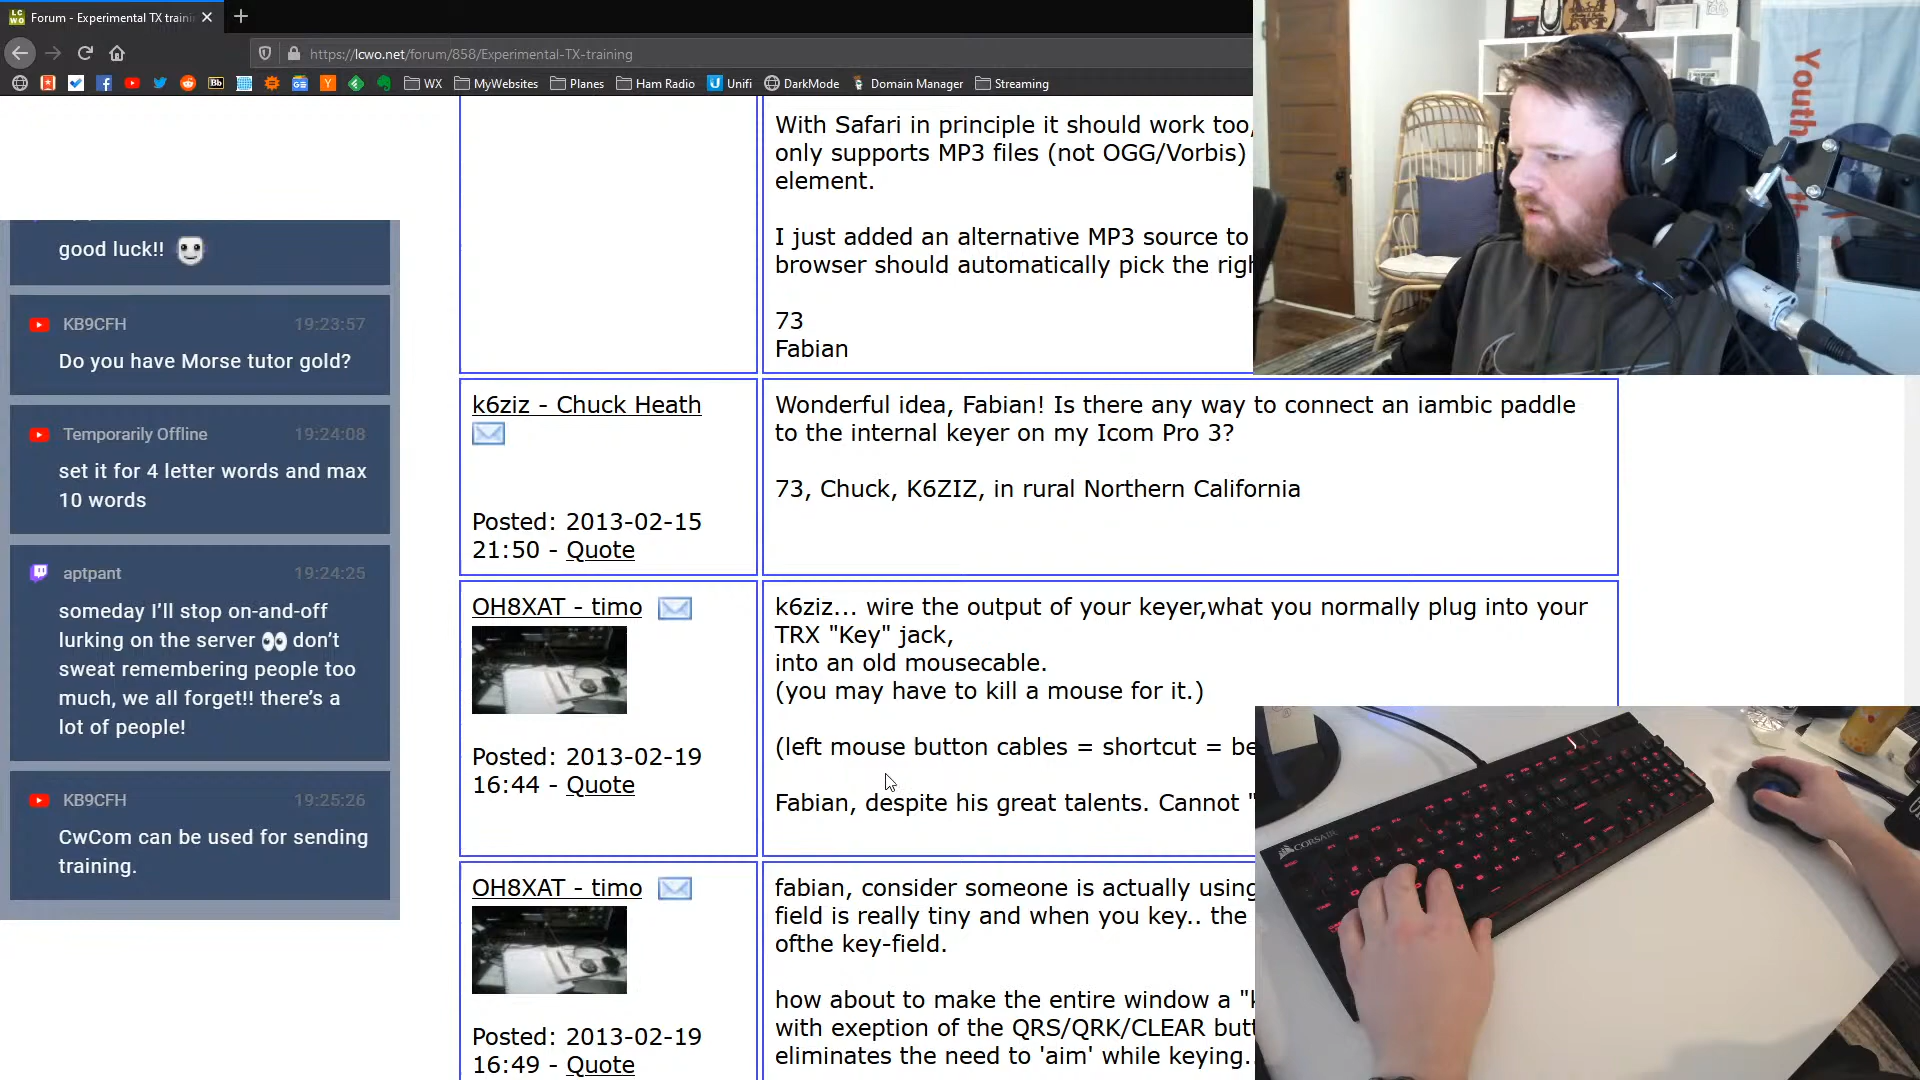 Forum - Experimental TX traini
https://lcwo.net/forum/858/Experimental-TX-training
WX
MyWebsites
Planes
Ham Radio
Unifi
DarkMode
Domain Manager
Streaming
good luck!!
KB9CFH 19:23:57
Do you have Morse tutor gold?
Temporarily Offline 19:24:08
set it for 4 letter words and max
10 words
aptpant 19:24:25
someday I'll stop on-and-off
lurking on the server 👀 don't
sweat remembering people too
much, we all forget!! there's a
lot of people!
KB9CFH 19:25:26
CwCom can be used for sending
training.
With Safari in principle it should work too,
only supports MP3 files (not OGG/Vorbis)
element.
I just added an alternative MP3 source to
browser should automatically pick the righ
73
Fabian
k6ziz - Chuck Heath
Posted: 2013-02-15
21:50 - Quote
Wonderful idea, Fabian! Is there any way to connect an iambic paddle
to the internal keyer on my Icom Pro 3?
73, Chuck, K6ZIZ, in rural Northern California
OH8XAT - timo
Posted: 2013-02-19
16:44 - Quote
k6ziz... wire the output of your keyer,what you normally plug into your
TRX "Key" jack,
into an old mousecable.
(you may have to kill a mouse for it.)
(left mouse button cables = shortcut = be
Fabian, despite his great talents. Cannot "
OH8XAT - timo
Posted: 2013-02-19
16:49 - Quote
fabian, consider someone is actually using
field is really tiny and when you key.. the
ofthe key-field.
how about to make the entire window a "k
with exeption of the QRS/QRK/CLEAR butt
eliminates the need to 'aim' while keying.
Youth
CORSAIR